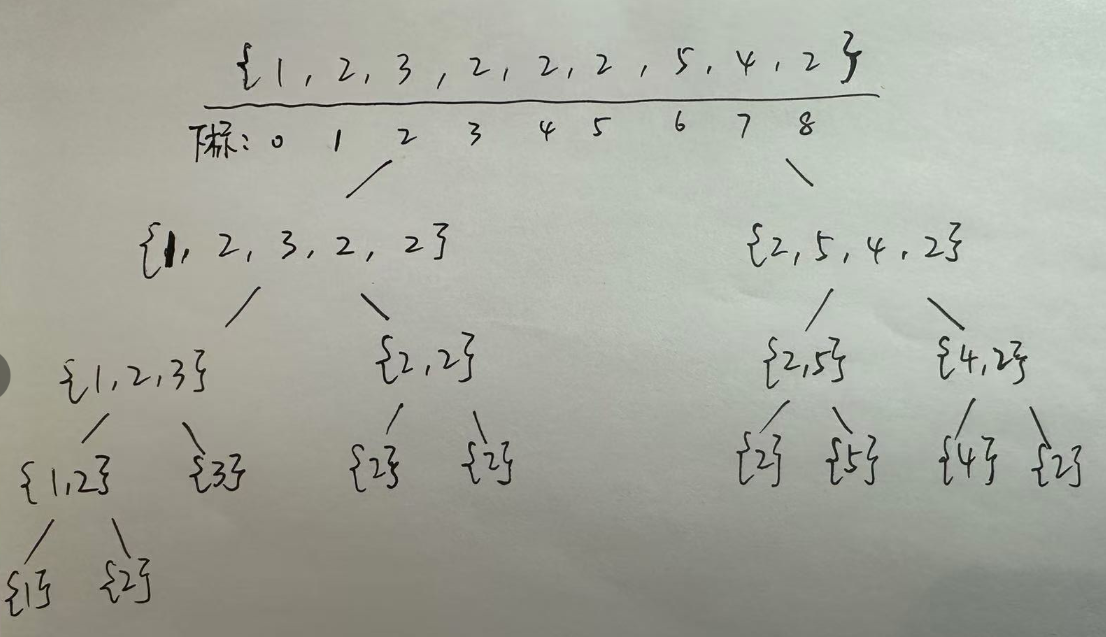 {1, 2, 3, 2, 2, 2, 5, 4, 2}
下标: 0 1 2 3 4 5 6 7 8
{1, 2, 3, 2, 2} {2, 5, 4, 2}
{1, 2, 3} {2, 2} {2, 5} {4, 2}
{1, 2} {3} {2} {2} {2} {5} {4} {2}
{1} {2}